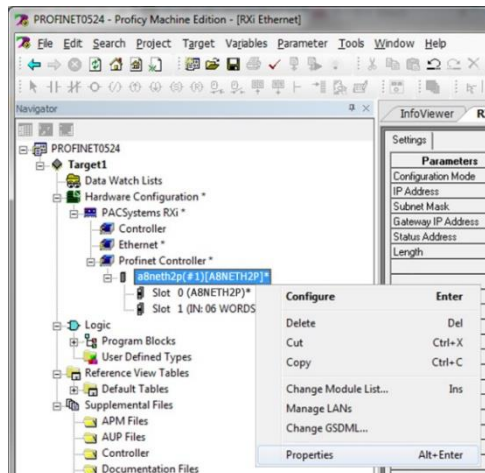 PROFINET0524 - Proficy Machine Edition - [RXi Ethernet]
File Edit Search Project Target Variables Parameter Tools Window Help
Navigator
InfoViewer
PROFINET0524
Target1
Data Watch Lists
Hardware Configuration *
PACSystems RXi *
Controller
Ethernet *
Profinet Controller *
a8neth2p(#1)[A8NETH2P]*
Slot 0 (A8NETH2P)*
Slot 1 (IN: 06 WORDS
Logic
Program Blocks
User Defined Types
Reference View Tables
Default Tables
Supplemental Files
APM Files
AUP Files
Controller
Documentation Files
Settings
Parameters
Configuration Mode
IP Address
Subnet Mask
Gateway IP Address
Status Address
Length
Configure Enter
Delete Del
Cut Ctrl+X
Copy Ctrl+C
Change Module List... Ins
Manage LANs
Change GSDML...
Properties Alt+Enter